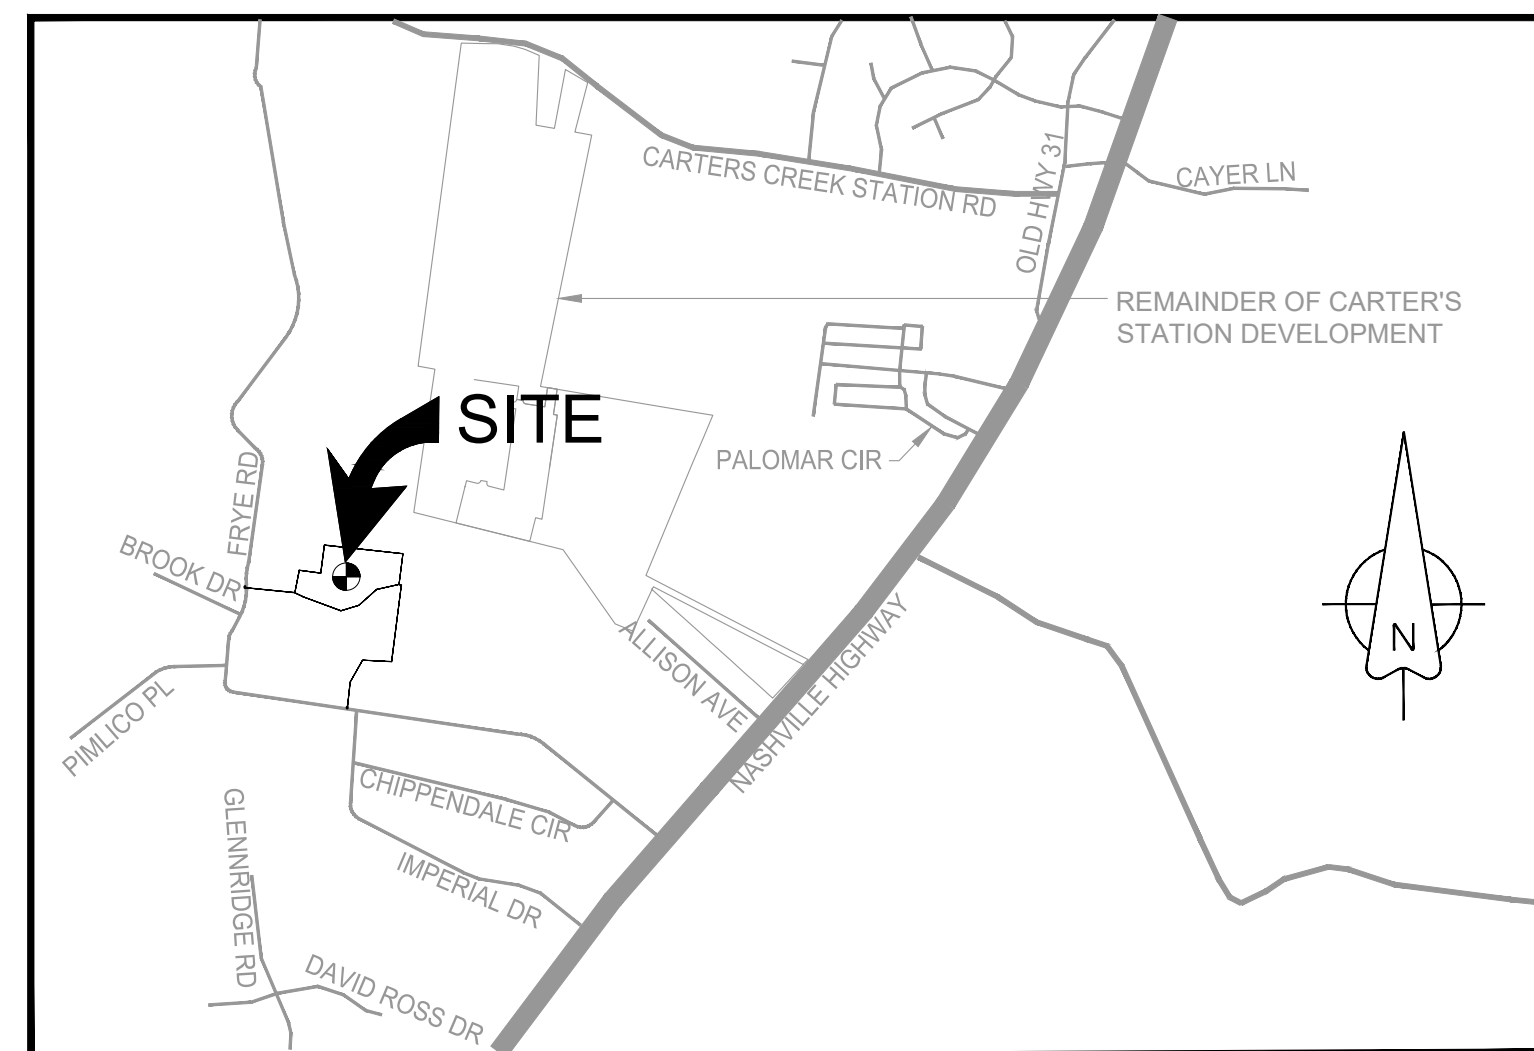 CARTERS CREEK STATION RD
OLD HWY 31
CAYER LN
REMAINDER OF CARTER'S
STATION DEVELOPMENT
SITE
PALOMAR CIR
FRYE RD
BROOK DR
N
ALLISON AVE
NASHVILLE HIGHWAY
PIMLICO PL
CHIPPENDALE CIR
GLENNRIDGE RD
IMPERIAL DR
DAVID ROSS DR